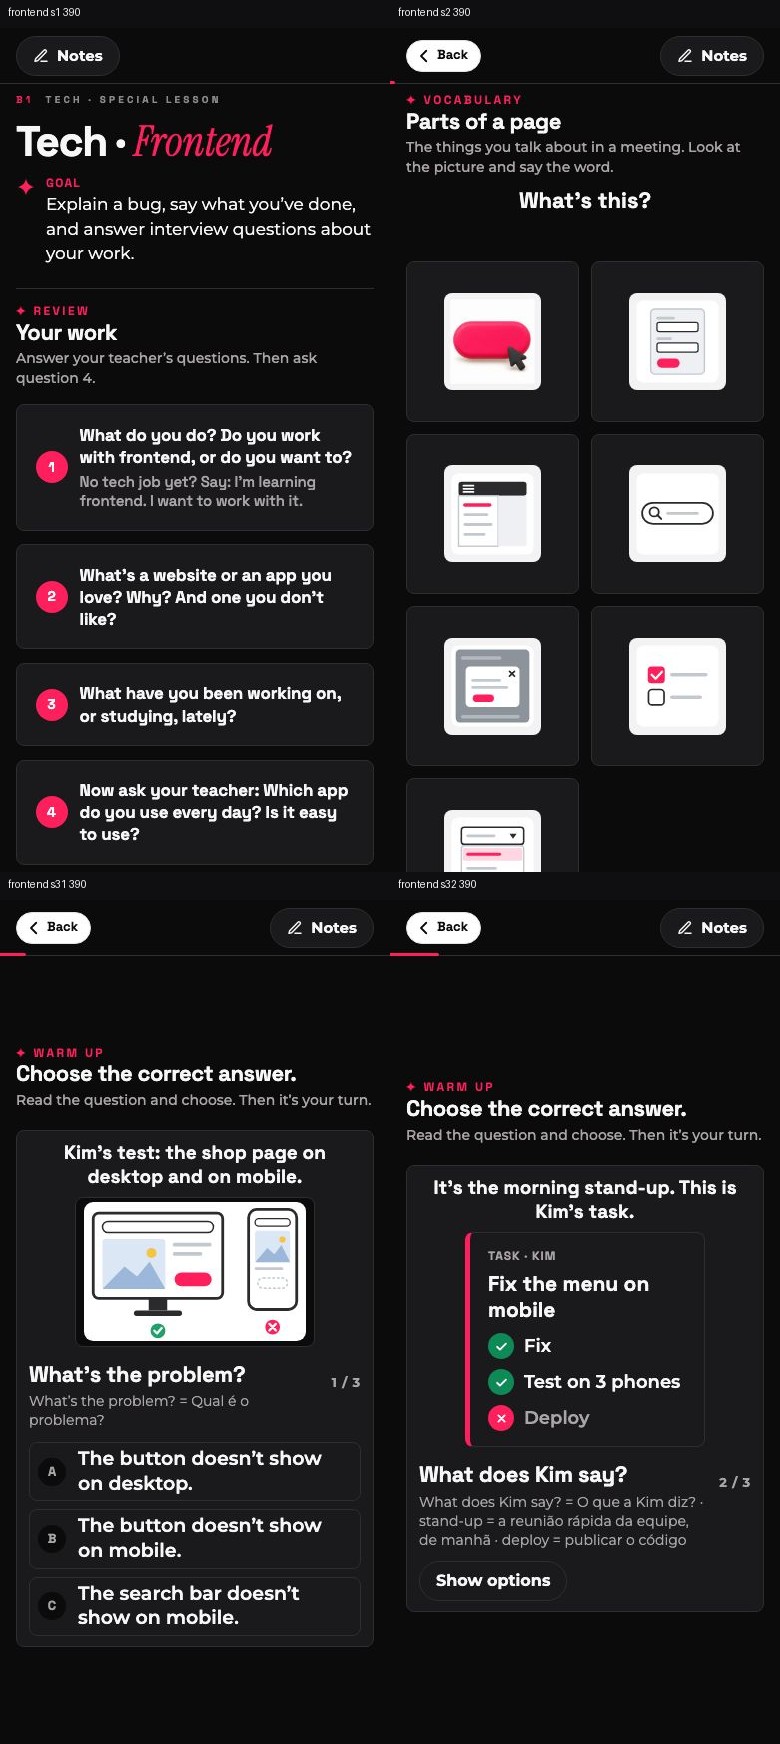 frontend s1 390
Notes
B1 TECH · SPECIAL LESSON
Tech · Frontend
GOAL
Explain a bug, say what you've done,
and answer interview questions about
your work.
REVIEW
Your work
Answer your teacher's questions. Then ask
question 4.
1
What do you do? Do you work
with frontend, or do you want to?
No tech job yet? Say: I'm learning
frontend. I want to work with it.
2
What's a website or an app you
love? Why? And one you don't
like?
3
What have you been working on,
or studying, lately?
4
Now ask your teacher: Which app
do you use every day? Is it easy
to use?
frontend s2 390
Back
Notes
VOCABULARY
Parts of a page
The things you talk about in a meeting. Look at
the picture and say the word.
What's this?
frontend s31 390
Back
Notes
WARM UP
Choose the correct answer.
Read the question and choose. Then it's your turn.
Kim's test: the shop page on
desktop and on mobile.
What's the problem?
1 / 3
What's the problem? = Qual é o
problema?
A
The button doesn't show
on desktop.
B
The button doesn't show
on mobile.
C
The search bar doesn't
show on mobile.
frontend s32 390
Back
Notes
WARM UP
Choose the correct answer.
Read the question and choose. Then it's your turn.
It's the morning stand-up. This is
Kim's task.
TASK · KIM
Fix the menu on
mobile
Fix
Test on 3 phones
Deploy
What does Kim say?
2 / 3
What does Kim say? = O que a Kim diz? ·
stand-up = a reunião rápida da equipe,
de manhã · deploy = publicar o código
Show options